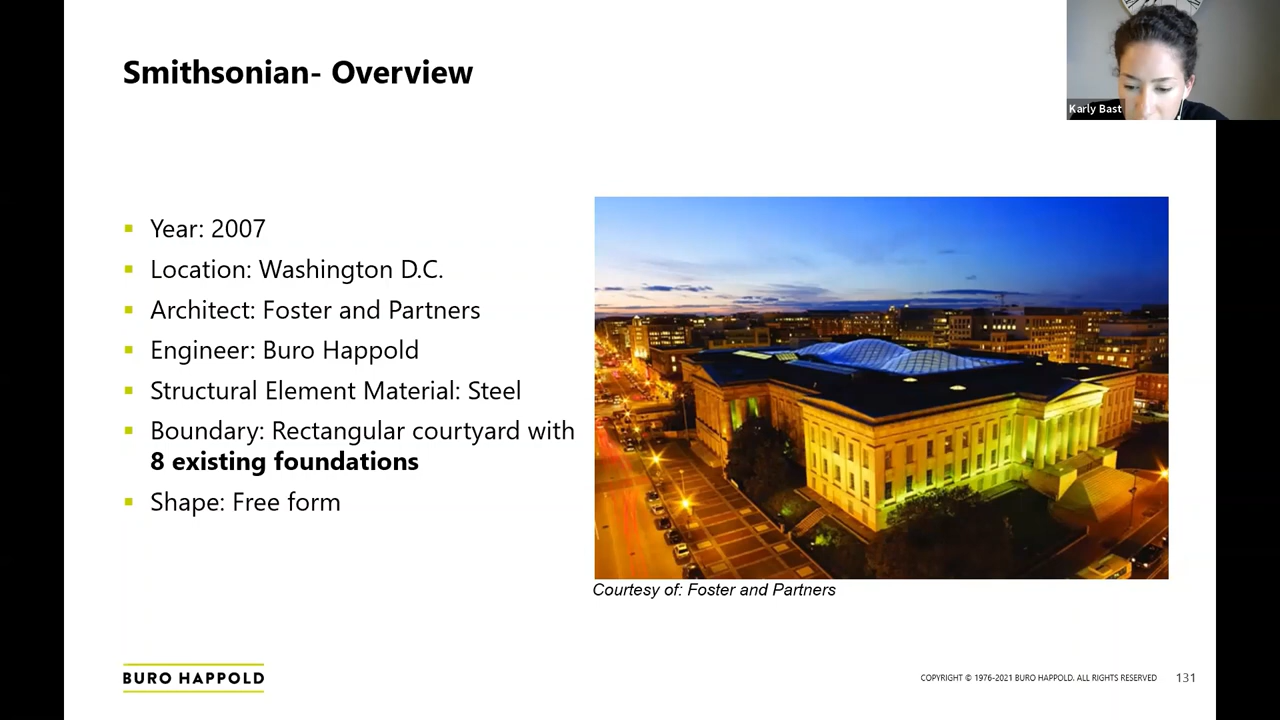 Smithsonian- Overview
Karly Bast
Year: 2007
Location: Washington D.C.
Architect: Foster and Partners
Engineer: Buro Happold
Structural Element Material: Steel
Boundary: Rectangular courtyard with
8 existing foundations
Shape: Free form
Courtesy of: Foster and Partners
BURO HAPPOLD
COPYRIGHT © 1976-2021 BURO HAPPOLD. ALL RIGHTS RESERVED
131